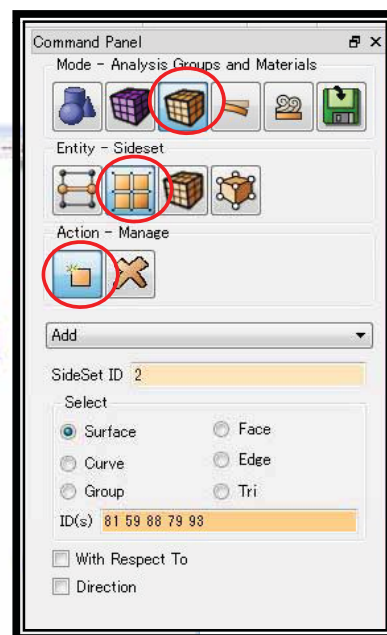 Command Panel
Mode - Analysis Groups and Materials
Entity - Sideset
Action - Manage
Add
SideSet ID 2
Select
Surface Face
Curve Edge
Group Tri
ID(s) 81 59 88 79 93
With Respect To
Direction